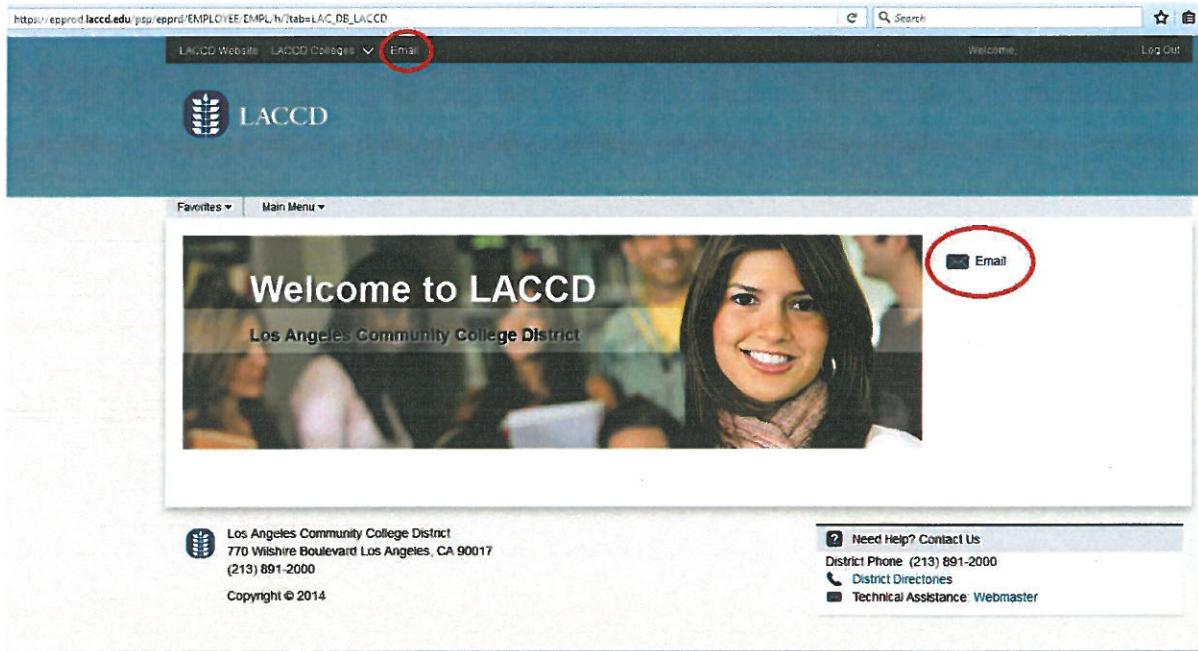 https://epprod.laccd.edu/psp/epprd/EMPLOYEE/EMPL/h/?tab=LAC_DB_LACCD
Search
LACCD Website LACCD Colleges Email Welcome, Log Out
LACCD
Favorites Main Menu
Welcome to LACCD
Los Angeles Community College District
Email
Los Angeles Community College District
770 Wilshire Boulevard Los Angeles, CA 90017
(213) 891-2000
Copyright © 2014
? Need Help? Contact Us
District Phone: (213) 891-2000
District Directories
Technical Assistance: Webmaster